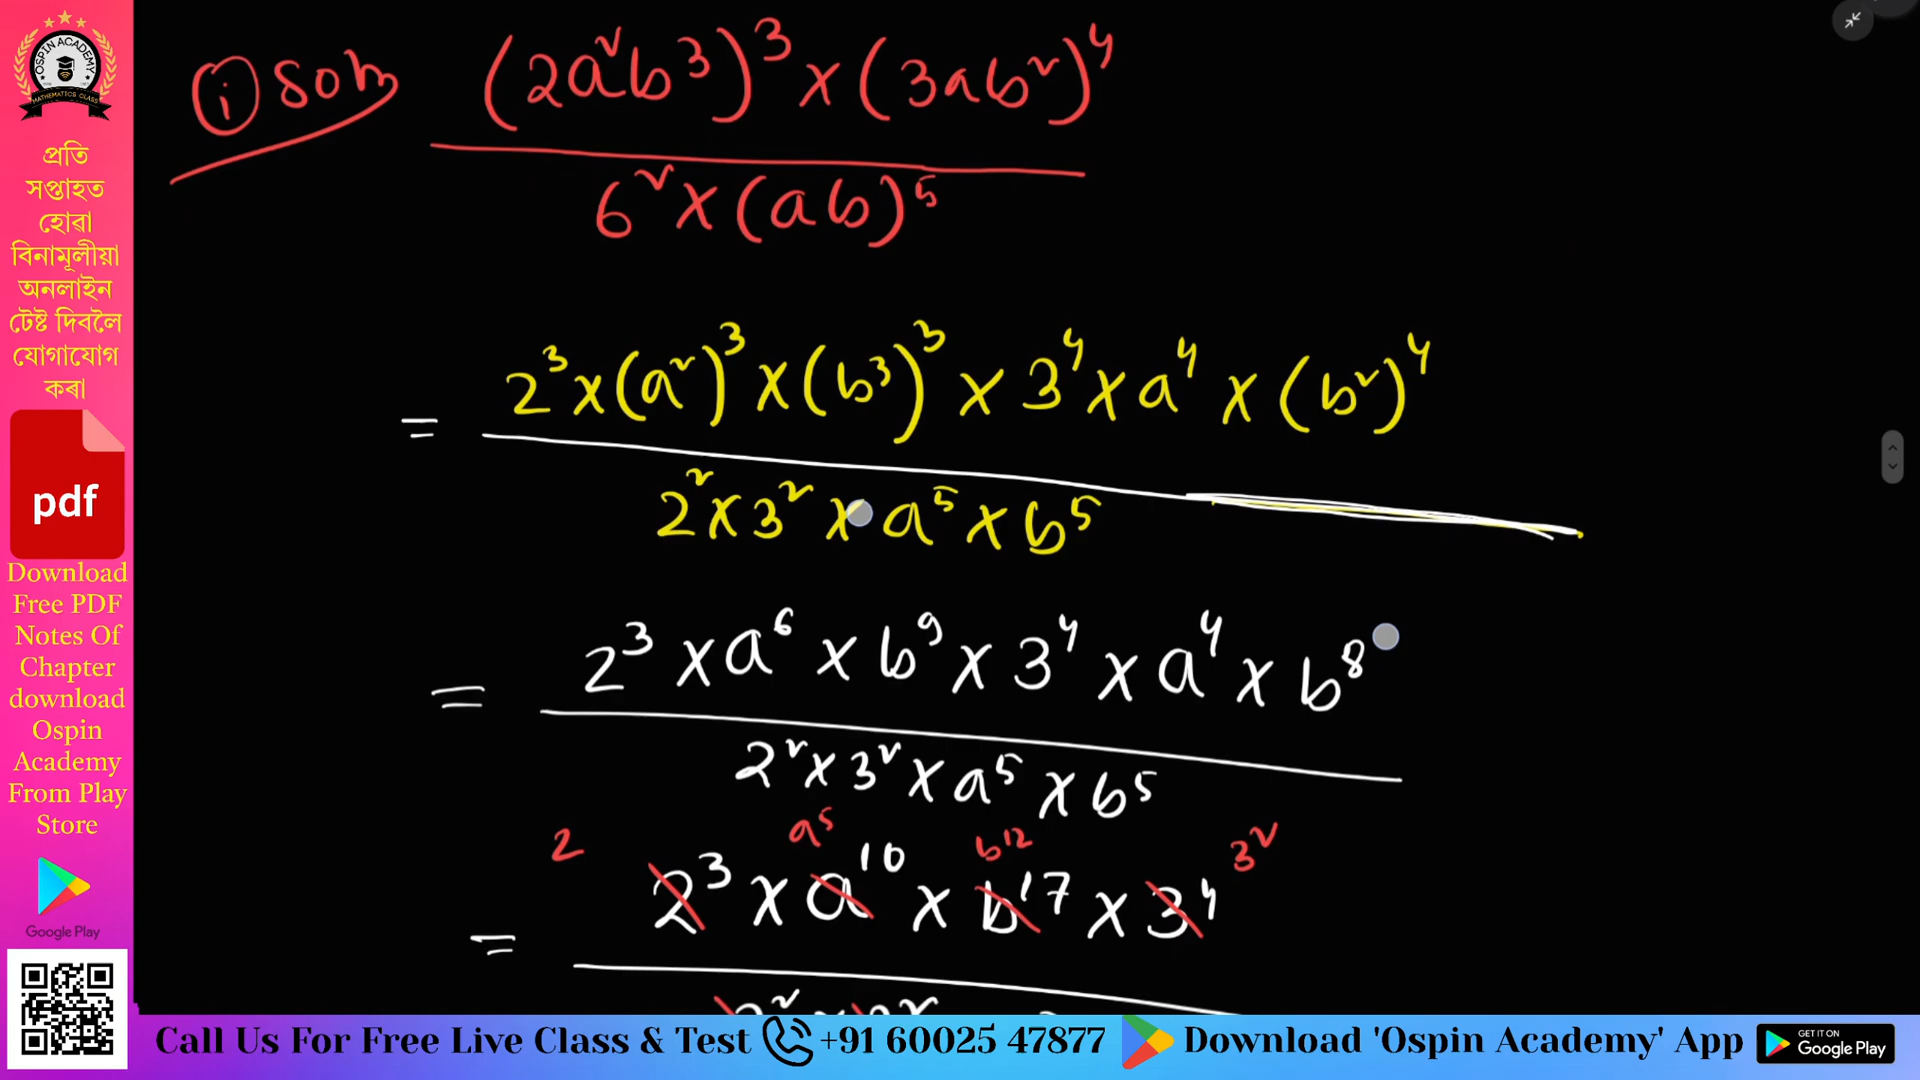 OSPIN ACADEMY
MATHEMATICS CLASS
প্ৰতি
সপ্তাহত
হোৱা
বিনামূলীয়া
অনলাইন
টেষ্ট দিবলৈ
যোগাযোগ
কৰা
pdf
Download
Free PDF
Notes Of
Chapter
download
Ospin
Academy
From Play
Store
Google Play
(i) Soln (2a²b³)³ × (3ab²)⁴
6² × (ab)⁵
= 2³ × (a²)³ × (b³)³ × 3⁴ × a⁴ × (b²)⁴
2² × 3² × a⁵ × b⁵
= 2³ × a⁶ × b⁹ × 3⁴ × a⁴ × b⁸
2² × 3² × a⁵ × b⁵
2 a⁵ b¹² 3²
= 2³ × a¹⁰ × b¹⁷ × 3⁴
Call Us For Free Live Class & Test +91 60025 47877 Download 'Ospin Academy' App GET IT ON Google Play